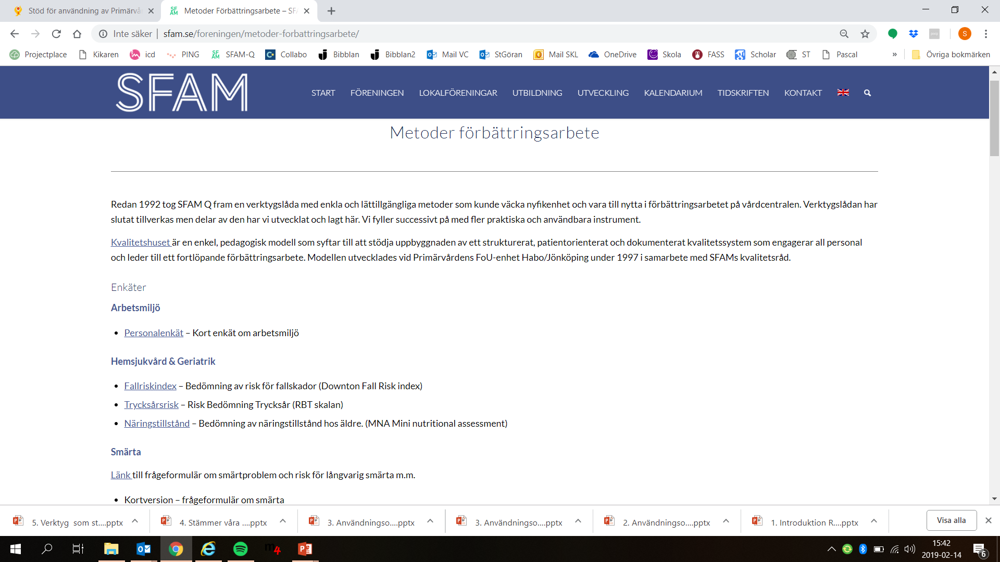 Stöd för användning av Primärvå
Metoder Förbättringsarbete – SFA
Inte säker
sfam.se/foreningen/metoder-forbattringsarbete/
S
Projectplace
Kikaren
icd
PING
SFAM-Q
Collabo
Bibblan
Bibblan2
Mail VC
StGöran
Mail SKL
OneDrive
Skola
FASS
Scholar
ST
Pascal
»
Övriga bokmärken
SFAM
START FÖRENINGEN LOKALFÖRENINGAR UTBILDNING UTVECKLING KALENDARIUM TIDSKRIFTEN KONTAKT
Metoder förbättringsarbete
Redan 1992 tog SFAM Q fram en verktygslåda med enkla och lättillgängliga metoder som kunde väcka nyfikenhet och vara till nytta i förbättringsarbetet på vårdcentralen. Verktygslådan har
slutat tillverkas men delar av den har vi utvecklat och lagt här. Vi fyller successivt på med fler praktiska och användbara instrument.
Kvalitetshuset är en enkel, pedagogisk modell som syftar till att stödja uppbyggnaden av ett strukturerat, patientorienterat och dokumenterat kvalitetssystem som engagerar all personal
och leder till ett fortlöpande förbättringsarbete. Modellen utvecklades vid Primärvårdens FoU-enhet Habo/Jönköping under 1997 i samarbete med SFAMs kvalitetsråd.
Enkäter
Arbetsmiljö
• Personalenkät – Kort enkät om arbetsmiljö
Hemsjukvård & Geriatrik
• Fallriskindex – Bedömning av risk för fallskador (Downton Fall Risk index)
• Trycksårsrisk – Risk Bedömning Trycksår (RBT skalan)
• Näringstillstånd – Bedömning av näringstillstånd hos äldre. (MNA Mini nutritional assessment)
Smärta
Länk till frågeformulär om smärtproblem och risk för långvarig smärta m.m.
• Kortversion – frågeformulär om smärta
5. Verktyg som st....pptx
4. Stämmer våra ....pptx
3. Användningso....pptx
3. Användningso....pptx
2. Användningso....pptx
1. Introduktion R....pptx
Visa alla
m4
15:42
2019-02-14
6